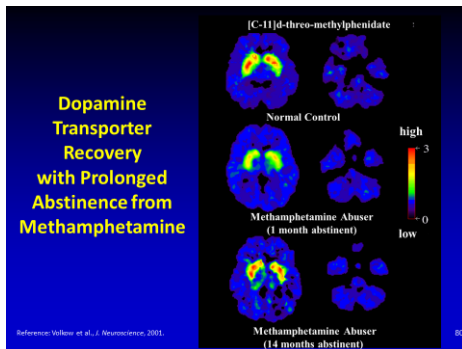 [C-11]d-threo-methylphenidate
Dopamine
Transporter
Recovery
with Prolonged
Abstinence from
Methamphetamine
Normal Control
high
3
0
low
Methamphetamine Abuser
(1 month abstinent)
Methamphetamine Abuser
(14 months abstinent)
Reference: Volkow et al., J. Neuroscience, 2001.
80